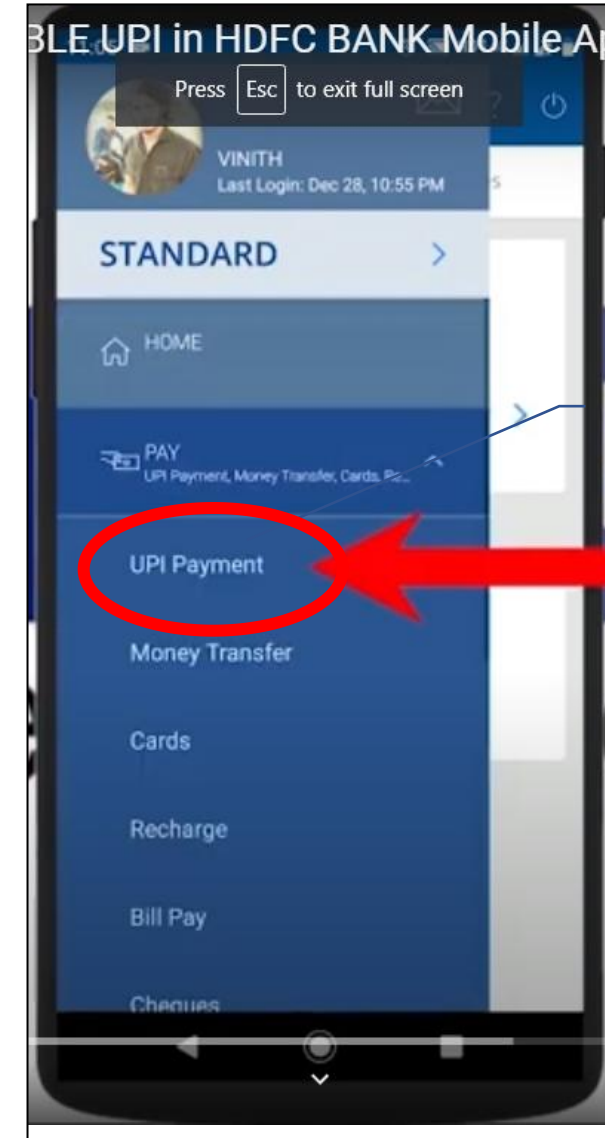 BLE UPI in HDFC BANK Mobile Ap
Press Esc to exit full screen
VINITH
Last Login: Dec 28, 10:55 PM
STANDARD
HOME
PAY
UPI Payment, Money Transfer, Cards,
UPI Payment
Money Transfer
Cards
Recharge
Bill Pay
Cheques